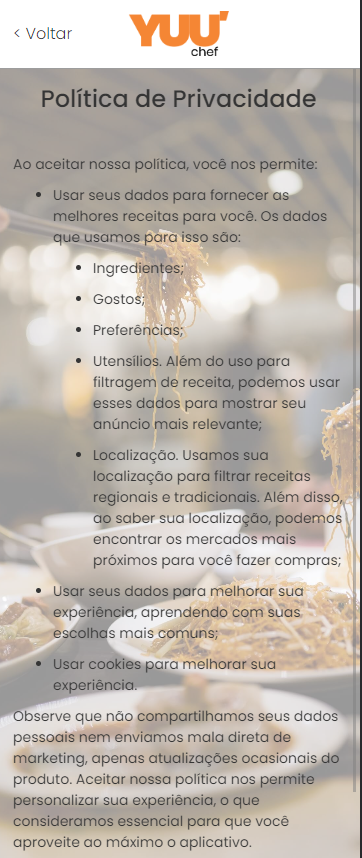 < Voltar
YUU'
chef
Política de Privacidade
Ao aceitar nossa política, você nos permite:
• Usar seus dados para fornecer as
melhores receitas para você. Os dados
que usamos para isso são:
• Ingredientes;
• Gostos;
• Preferências;
• Utensílios. Além do uso para
filtragem de receita, podemos usar
esses dados para mostrar seu
anúncio mais relevante;
• Localização. Usamos sua
localização para filtrar receitas
regionais e tradicionais. Além disso,
ao saber sua localização, podemos
encontrar os mercados mais
próximos para você fazer compras;
• Usar seus dados para melhorar sua
experiência, aprendendo com suas
escolhas mais comuns;
• Usar cookies para melhorar sua
experiência.
Observe que não compartilhamos seus dados
pessoais nem enviamos mala direta de
marketing, apenas atualizações ocasionais do
produto. Aceitar nossa política nos permite
personalizar sua experiência, o que
consideramos essencial para que você
aproveite ao máximo o aplicativo.